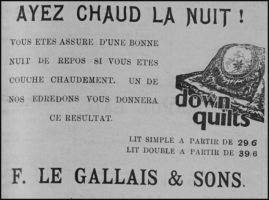 AYEZ CHAUD LA NUIT !
VOUS ETES ASSURE D'UNE BONNE
NUIT DE REPOS SI VOUS ETES
COUCHE CHAUDEMENT. UN DE
NOS EDREDONS VOUS DONNERA
CE RESULTAT.
down
quilts
LIT SIMPLE A PARTIR DE 29 6
LIT DOUBLE A PARTIR DE 39 6
F. LE GALLAIS & SONS.